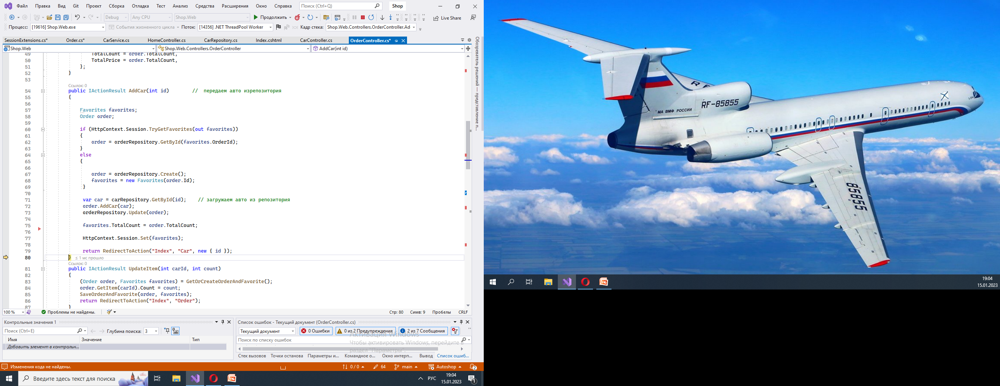 Файл Правка Вид Git Проект Сборка Отладка Тест Анализ Средства Расширения Окно Справка Поиск (Ctrl+Q) Shop
Debug Any CPU Shop.Web Продолжить Live Share
Процесс: [19616] Shop.Web.exe События жизненного цикла Поток: [14356] .NET ThreadPool Worker Кадр стека: Shop.Web.Controllers.OrderController.Ad
SessionExtensions.cs* Order.cs* CarService.cs HomeController.cs CarRepository.cs Index.cshtml CarController.cs OrderController.cs*
Shop.Web Shop.Web.Controllers.OrderController AddCar(int id)
Обозреватель решений — представление п...
49 TotalCount = order.TotalCount,
50 TotalPrice = order.TotalCount,
51 };
52 }
53
Ссылок: 0
54 public IActionResult AddCar(int id) // передаем авто изрепозитория
55 {
56
57 Favorites favorites;
58 Order order;
59
60 if (HttpContext.Session.TryGetFavorites(out favorites))
61 {
62 order = orderRepository.GetById(favorites.OrderId);
63 }
64 else
65 {
66
67 order = orderRepository.Create();
68 favorites = new Favorites(order.Id);
69 }
70
71 var car = carRepository.GetById(id); // загружаем авто из репозитория
72 order.AddCar(car);
73 orderRepository.Update(order);
74
75 favorites.TotalCount = order.TotalCount;
76
77 HttpContext.Session.Set(favorites);
78
79 return RedirectToAction("Index", "Car", new { id });
80 } ≤ 1 мс прошло
Ссылок: 0
81 public IActionResult UpdateItem(int carId, int count)
82 {
83 (Order order, Favorites favorites) = GetOrCreateOrderAndFavorite();
84 order.GetItem(carId).Count = count;
85 SaveOrderAndFavorite(order, favorites);
86 return RedirectToAction("Index", "Order");
87 }
100 % Проблемы не найдены. Стр: 80 Симв: 9 Пробелы CRLF
Контрольные значения 1
Поиск (Ctrl+E) Глубина поиска: 3
Имя Значение Тип
Добавить элемент в контрольн...
Список ошибок - Текущий документ (OrderController.cs)
Текущий документ 0 Ошибки 0 из 2 Предупреждения 2 из 7 Сообщения
Поиск по списку ошибок
Активация Windows
Чтобы активировать Windows, перейдите в
раздел "Параметры".
Стек вызовов Точки останова Параметры и... Командное о... Окно интерп... Вывод Список ошиб...
Изменения кода не найдены. 0 / 0 64 main Autoshop 2
Введите здесь текст для поиска РУС 19:04
15.01.2023 1
RF-85855
МА ВМФ РОССИИ
85855
19:04
15.01.2023